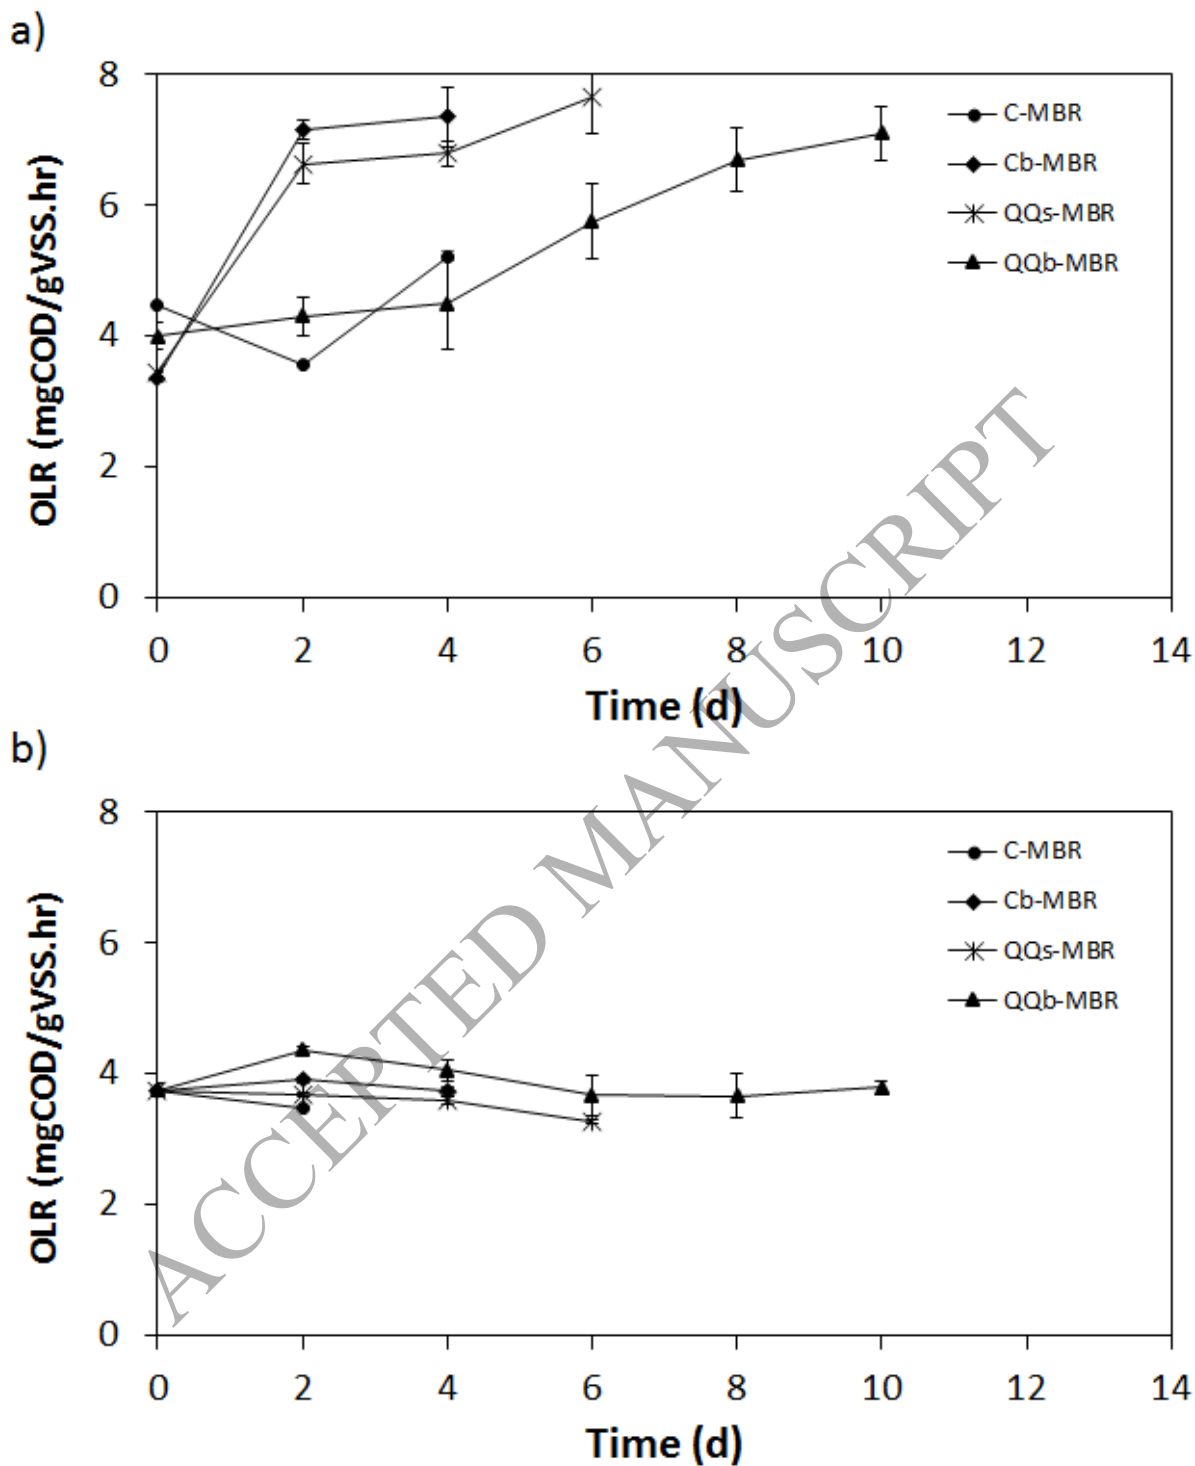 a)
OLR (mgCOD/gVSS.hr)
8
6
4
2
0
0 2 4 6 8 10 12 14
Time (d)
C-MBR
Cb-MBR
QQs-MBR
QQb-MBR
b)
OLR (mgCOD/gVSS.hr)
8
6
4
2
0
0 2 4 6 8 10 12 14
Time (d)
C-MBR
Cb-MBR
QQs-MBR
QQb-MBR
ACCEPTED MANUSCRIPT